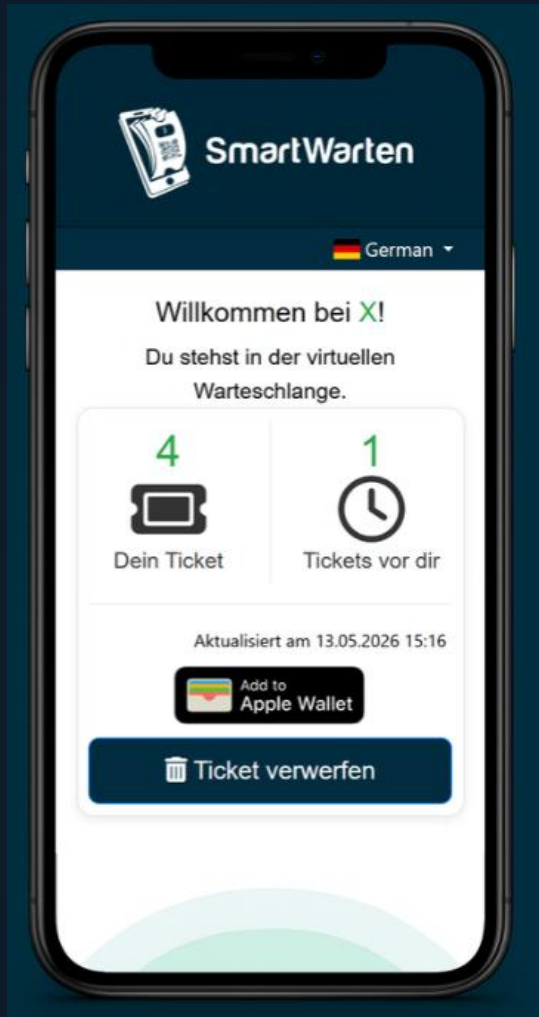 SmartWarten
German
Willkommen bei X!
Du stehst in der virtuellen
Warteschlange.
4
Dein Ticket
1
Tickets vor dir
Aktualisiert am 13.05.2026 15:16
Add to
Apple Wallet
Ticket verwerfen